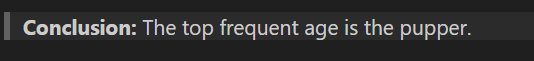 Conclusion: The top frequent age is the pupper.